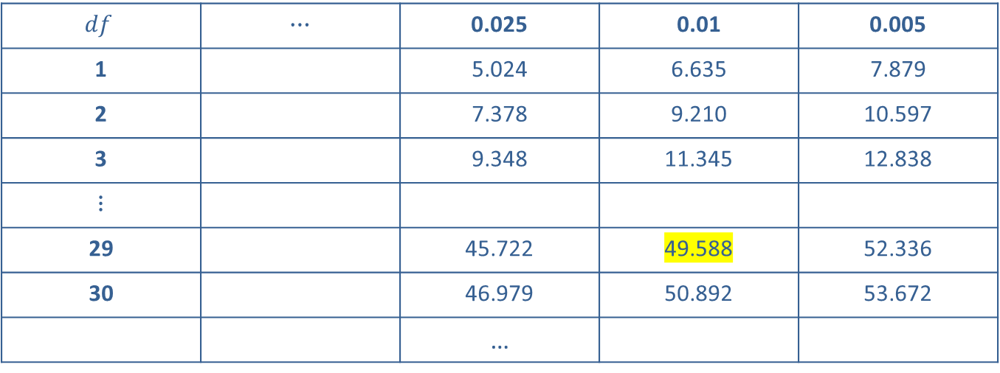 df ... 0.025 0.01 0.005
1 5.024 6.635 7.879
2 7.378 9.210 10.597
3 9.348 11.345 12.838
⋮
29 45.722 49.588 52.336
30 46.979 50.892 53.672
...